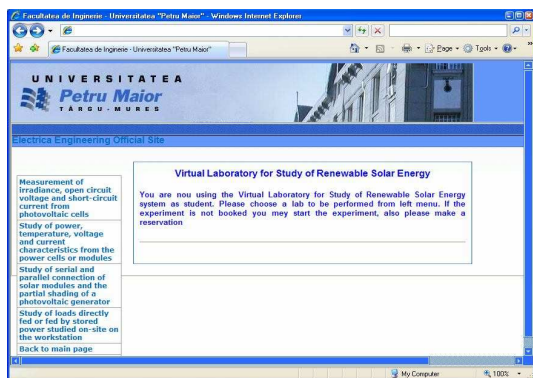 Facultatea de Inginerie - Universitatea "Petru Maior" - Windows Internet Explorer
Facultatea de Inginerie - Universitatea "Petru Maior"
Page
Tools
UNIVERSITATEA
Petru Maior
TÂRGU-MUREȘ
Electrica Engineering Official Site
Measurement of
irradiance, open circuit
voltage and short-circuit
current from
photovoltaic cells
Study of power,
temperature, voltage
and current
characteristics from the
power cells or modules
Study of serial and
parallel connection of
solar modules and the
partial shading of a
photovoltaic generator
Study of loads directly
fed or fed by stored
power studied on-site on
the workstation
Back to main page
Virtual Laboratory for Study of Renewable Solar Energy
You are nou using the Virtual Laboratory for Study of Renewable Solar Energy
system as student. Please choose a lab to be performed from left menu. If the
experiment is not booked you mey start the experiment, also please make a
reservation
My Computer
100%